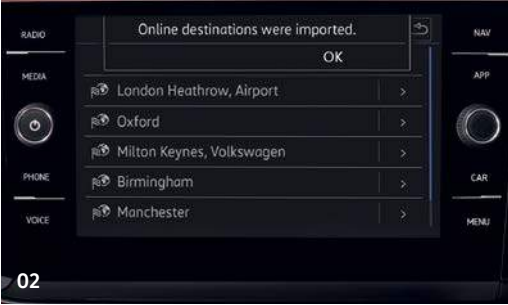 RADIO
Online destinations were imported.
NAV
OK
MEDIA
APP
London Heathrow, Airport
Oxford
Milton Keynes, Volkswagen
PHONE
Birmingham
CAR
VOICE
Manchester
MENU
02